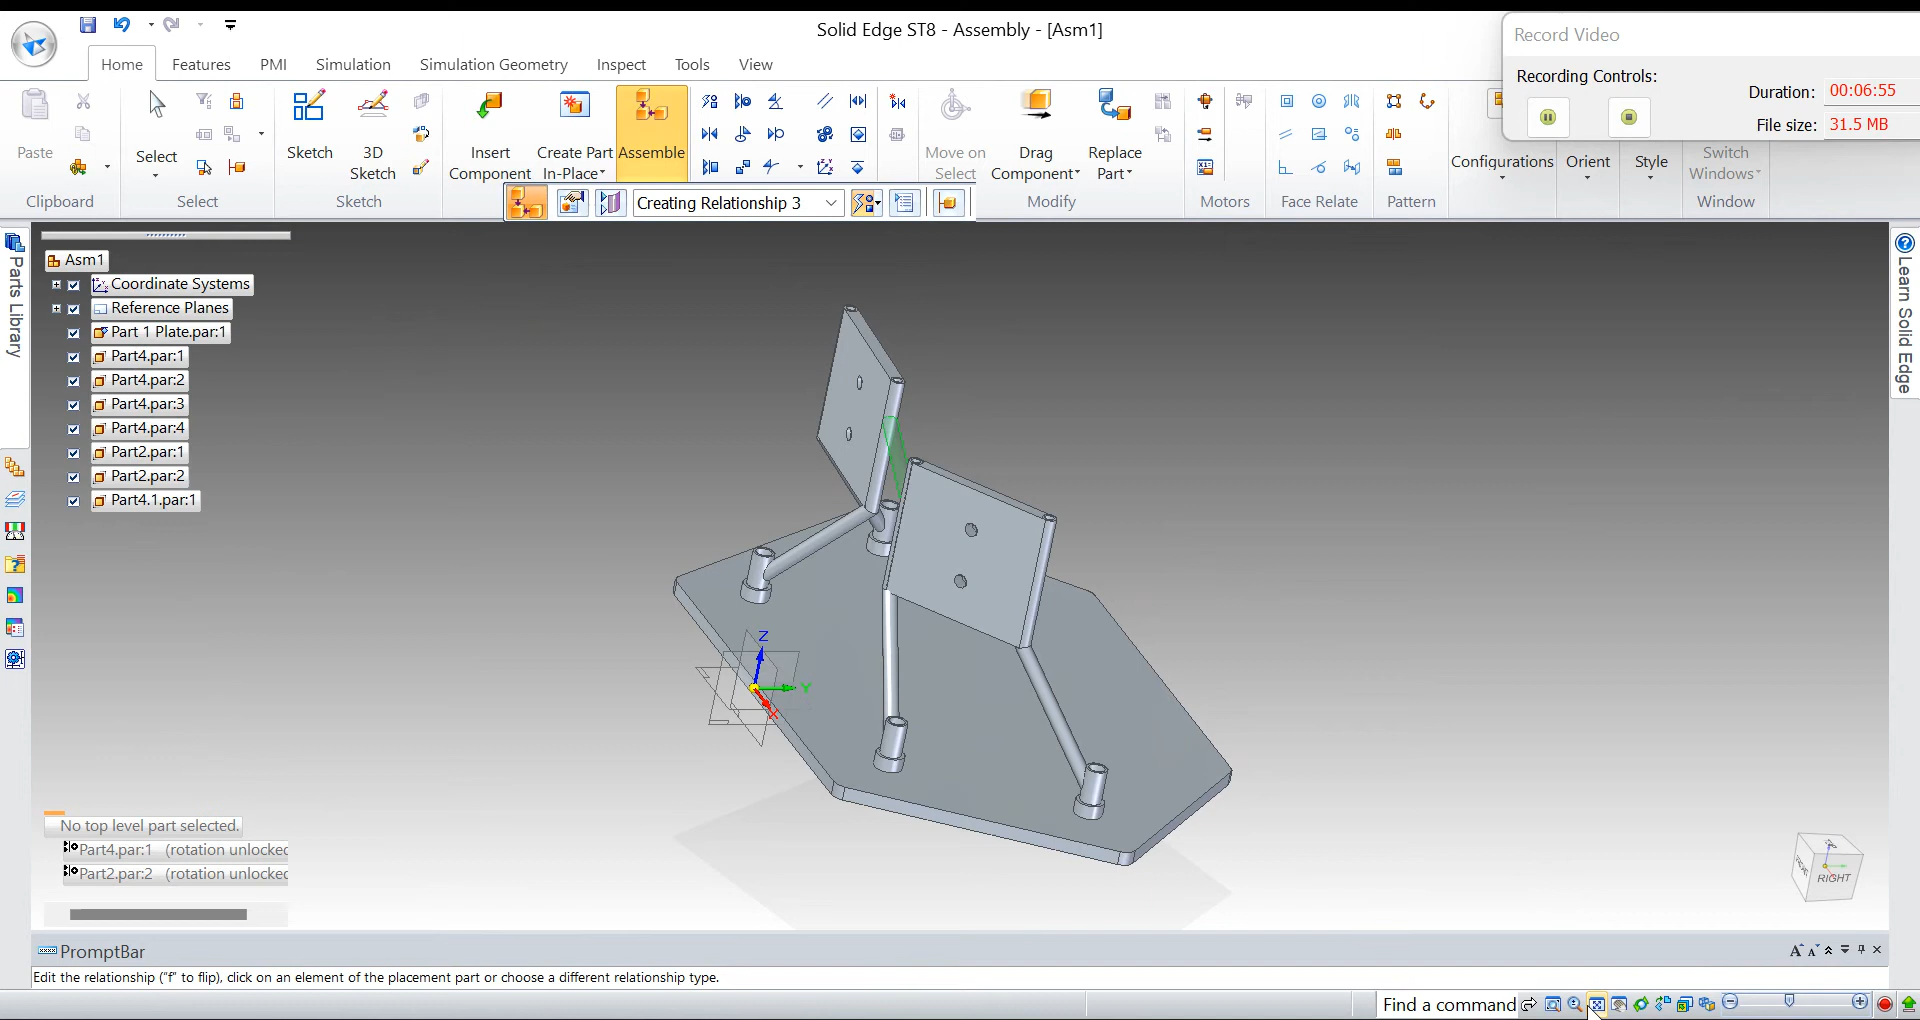 Solid Edge ST8 - Assembly - [Asm1]
Record Video
Recording Controls:
Duration:
00:06:55
File size:
31.5 MB
Home
Features
PMI
Simulation
Simulation Geometry
Inspect
Tools
View
Paste
Clipboard
Select
Select
Sketch
3D
Sketch
Sketch
Insert
Component
Create Part
In-Place
Assemble
Move on
Select
Drag
Component
Replace
Part
Modify
Motors
Face Relate
Pattern
Configurations
Orient
Style
Switch
Windows
Window
Creating Relationship 3
Parts Library
Asm1
Coordinate Systems
Reference Planes
Part 1 Plate.par:1
Part4.par:1
Part4.par:2
Part4.par:3
Part4.par:4
Part2.par:1
Part2.par:2
Part4.1.par:1
Learn Solid Edge
Z
Y
X
No top level part selected.
Part4.par:1 (rotation unlocked
Part2.par:2 (rotation unlocked
RIGHT
PromptBar
Edit the relationship ("f" to flip), click on an element of the placement part or choose a different relationship type.
Find a command